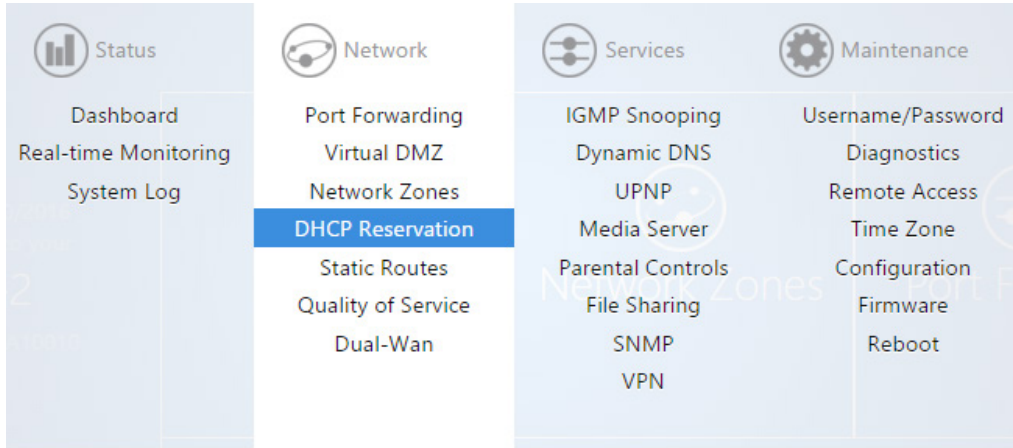 Status
Dashboard
Real-time Monitoring
System Log
Network
Port Forwarding
Virtual DMZ
Network Zones
DHCP Reservation
Static Routes
Quality of Service
Dual-Wan
Services
IGMP Snooping
Dynamic DNS
UPNP
Media Server
Parental Controls
File Sharing
SNMP
VPN
Maintenance
Username/Password
Diagnostics
Remote Access
Time Zone
Configuration
Firmware
Reboot
Network Zones
Port F
2